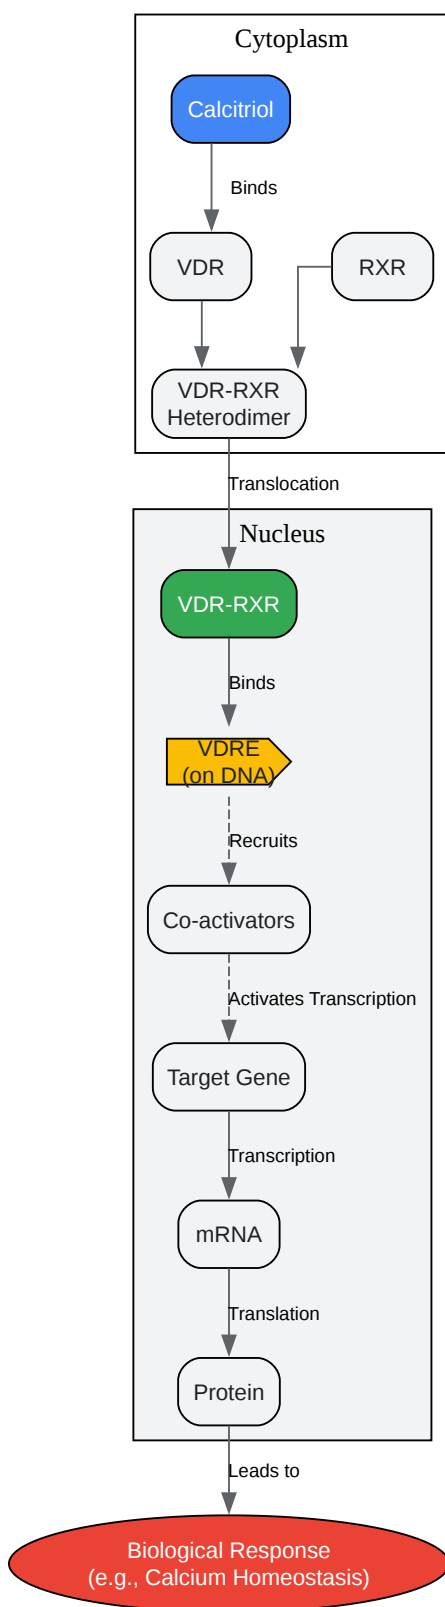 Cytoplasm
Calcitriol
Binds
VDR
RXR
VDR-RXR
Heterodimer
Translocation
Nucleus
VDR-RXR
Binds
VDRE
(on DNA)
Recruits
Co-activators
Activates Transcription
Target Gene
Transcription
mRNA
Translation
Protein
Leads to
Biological Response
(e.g., Calcium Homeostasis)